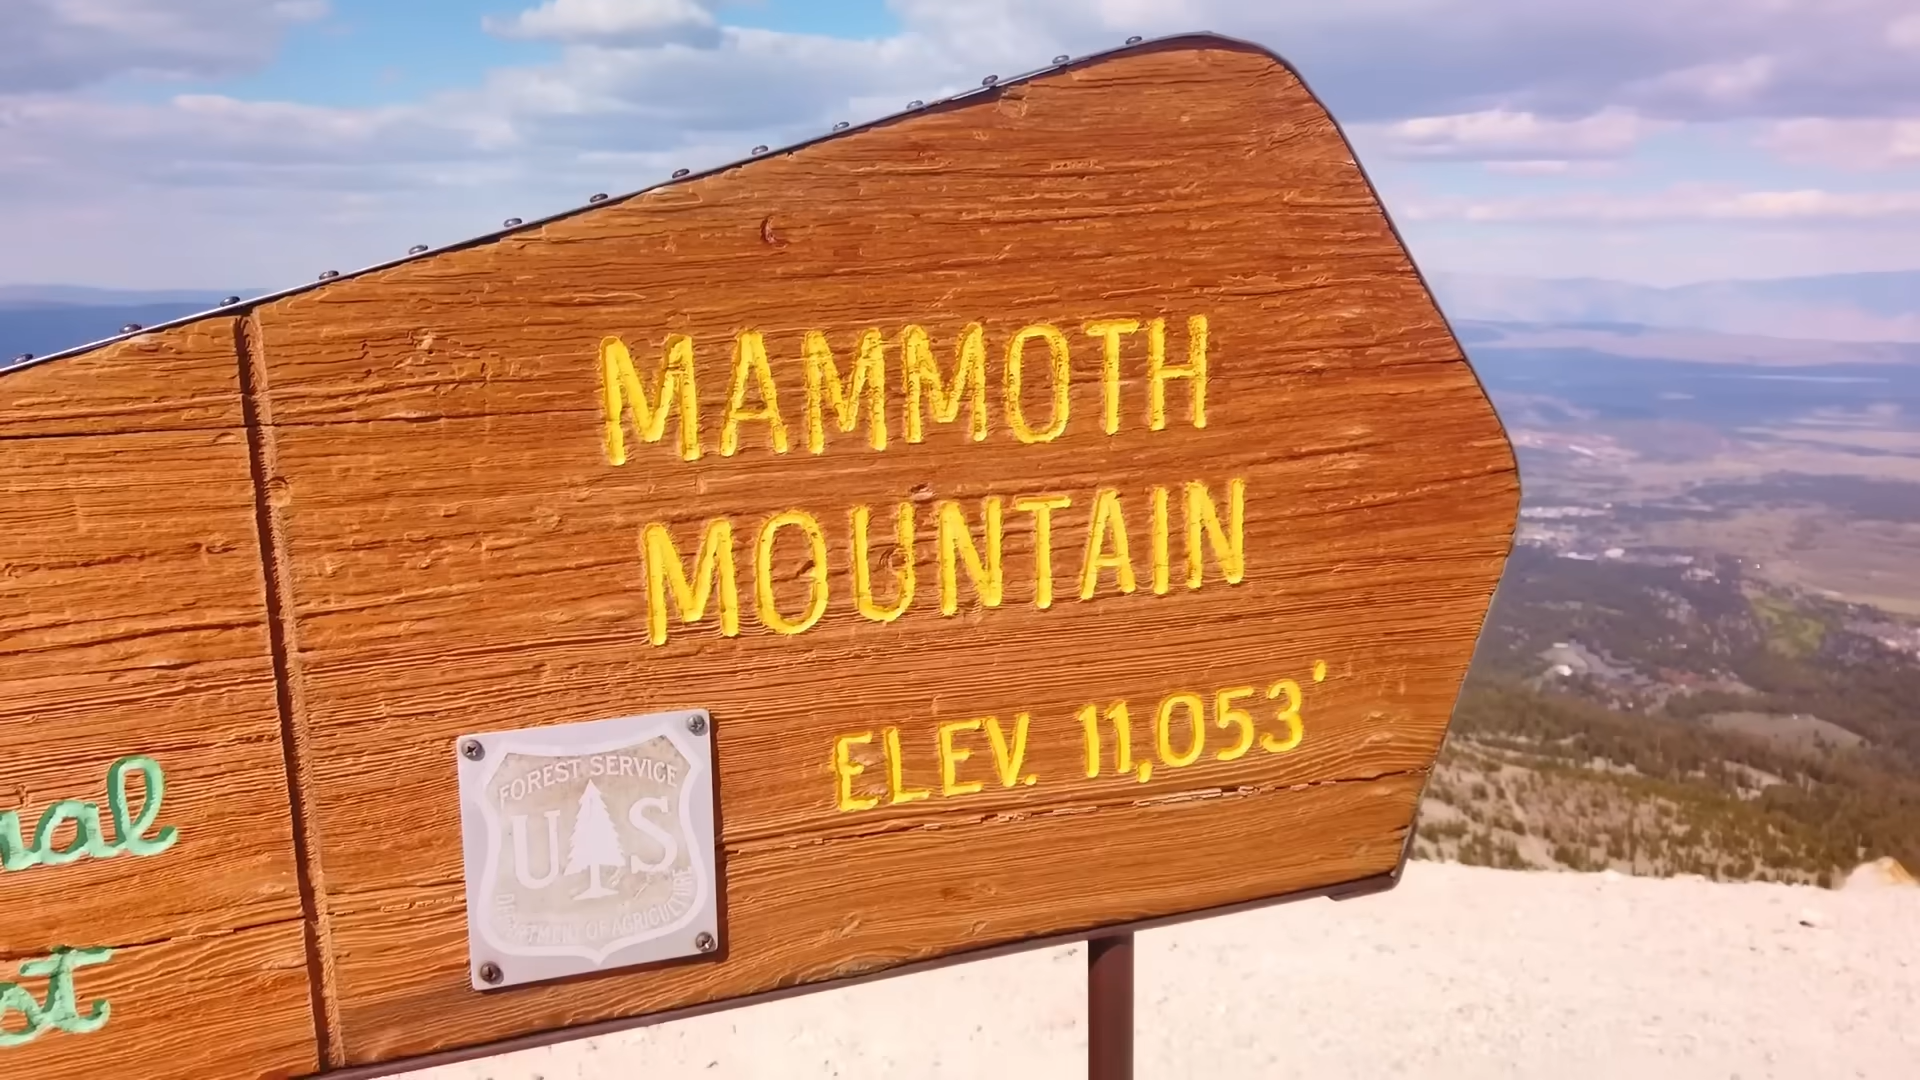 MAMMOTH
MOUNTAIN
ELEV. 11,053'
FOREST SERVICE
U S
DEPARTMENT OF AGRICULTURE